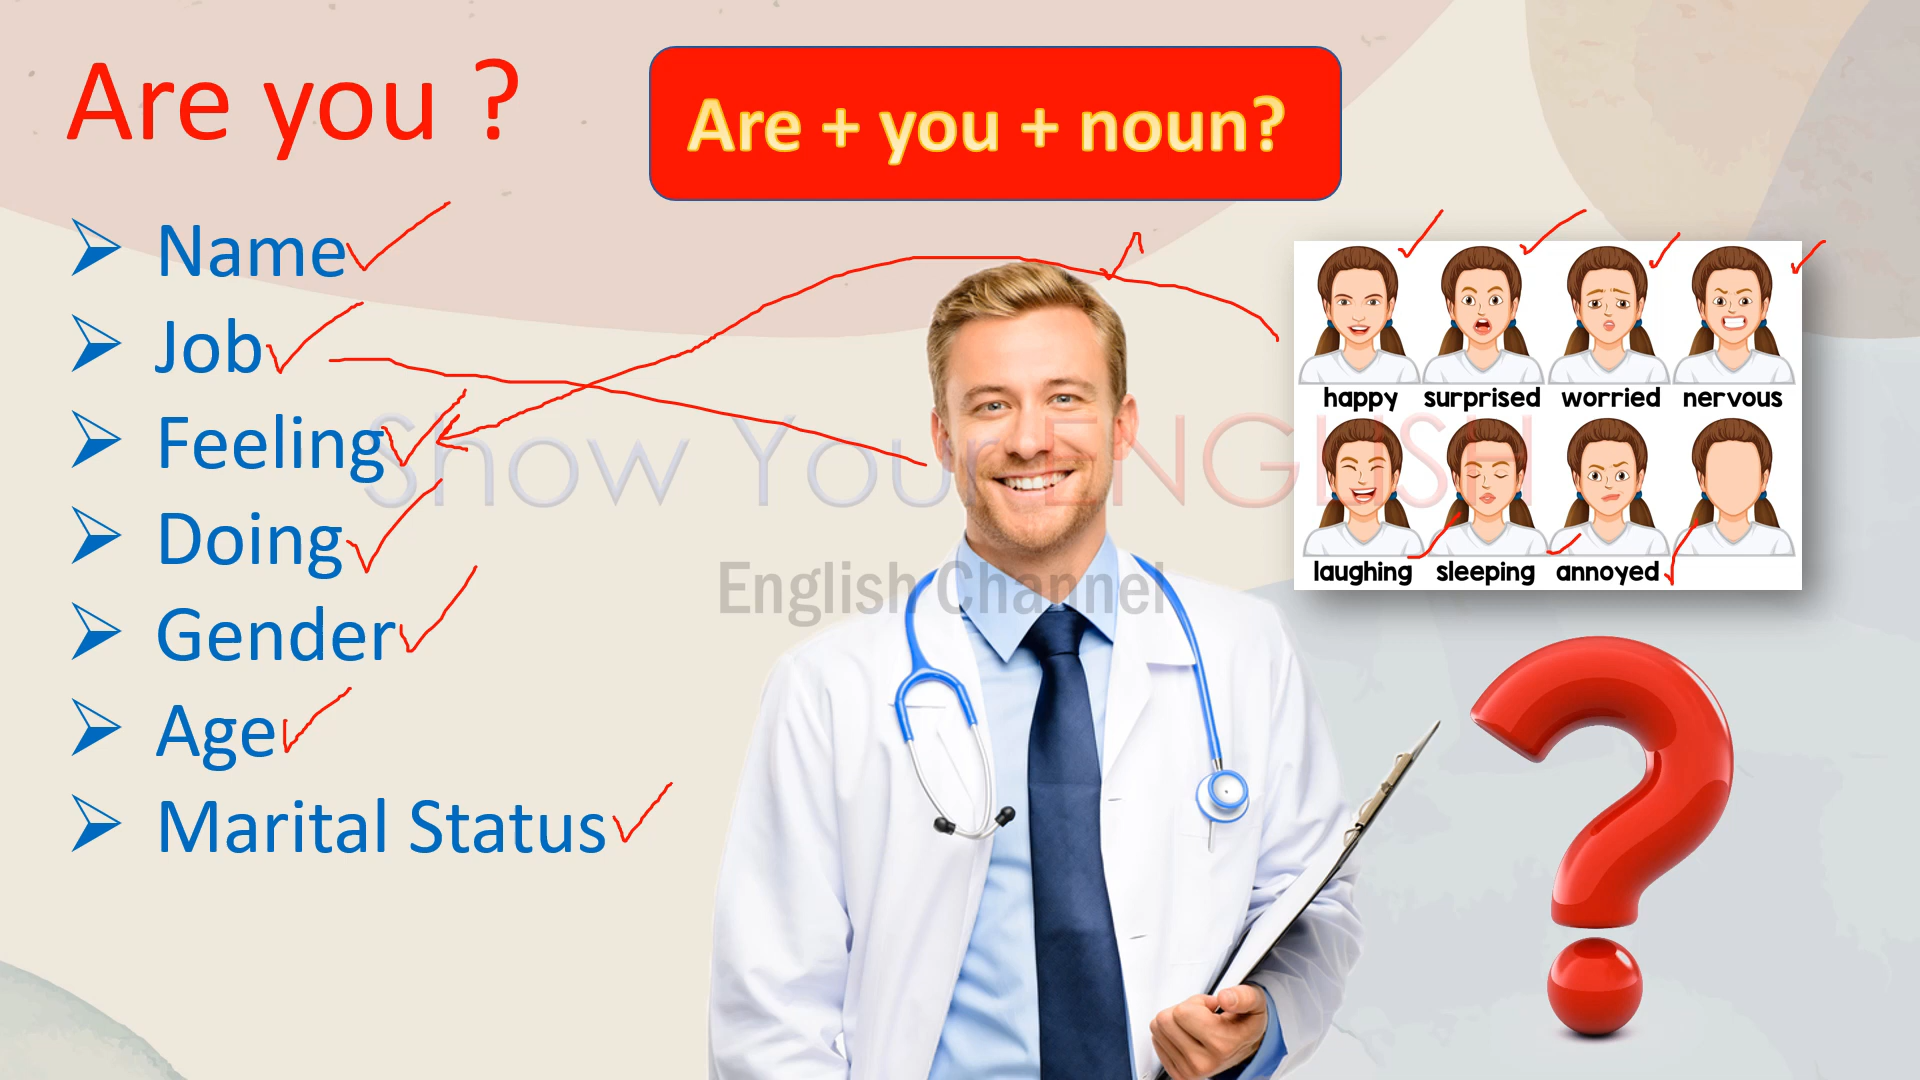 Are you ?
Are + you + noun?
Name
Job
Feeling
Doing
Gender
Age
Marital Status
happy surprised worried nervous
laughing sleeping annoyed
Show Your ENGLISH
English Channel